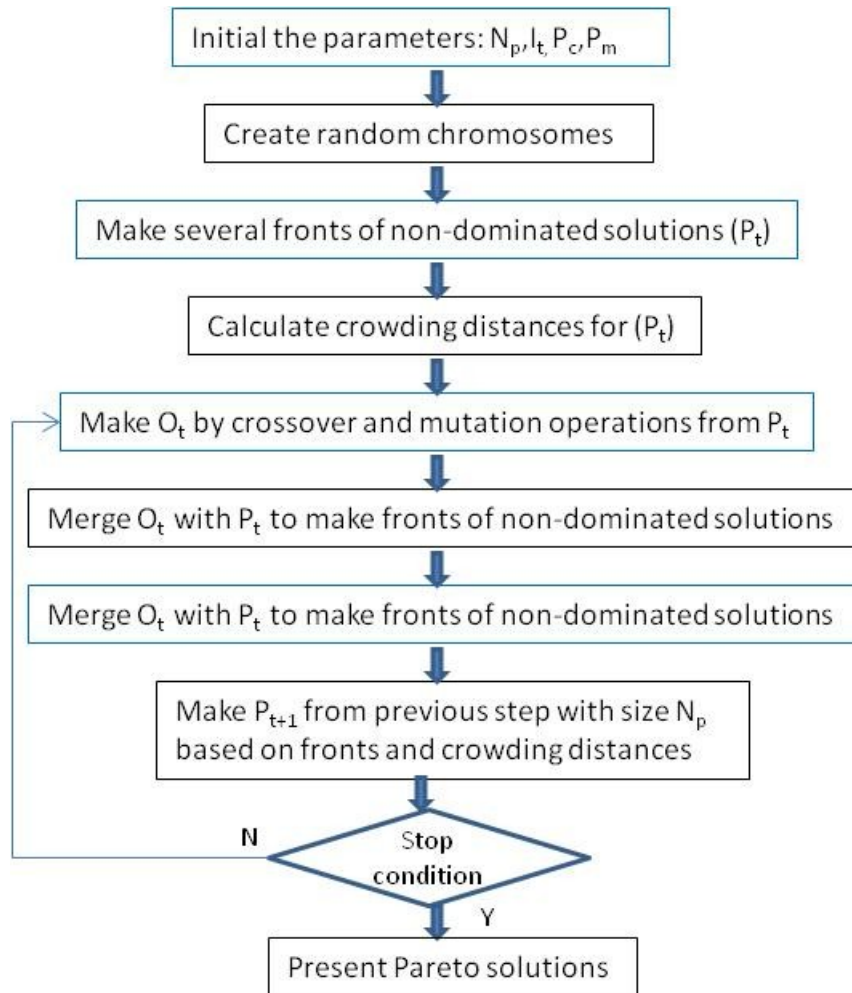 Initial the parameters: Nₚ,Iₜ,P꜀,Pₘ
Create random chromosomes
Make several fronts of non-dominated solutions (Pₜ)
Calculate crowding distances for (Pₜ)
Make Oₜ by crossover and mutation operations from Pₜ
Merge Oₜ with Pₜ to make fronts of non-dominated solutions
Merge Oₜ with Pₜ to make fronts of non-dominated solutions
Make Pₜ₊₁ from previous step with size Nₚ
based on fronts and crowding distances
N
Stop
condition
Y
Present Pareto solutions